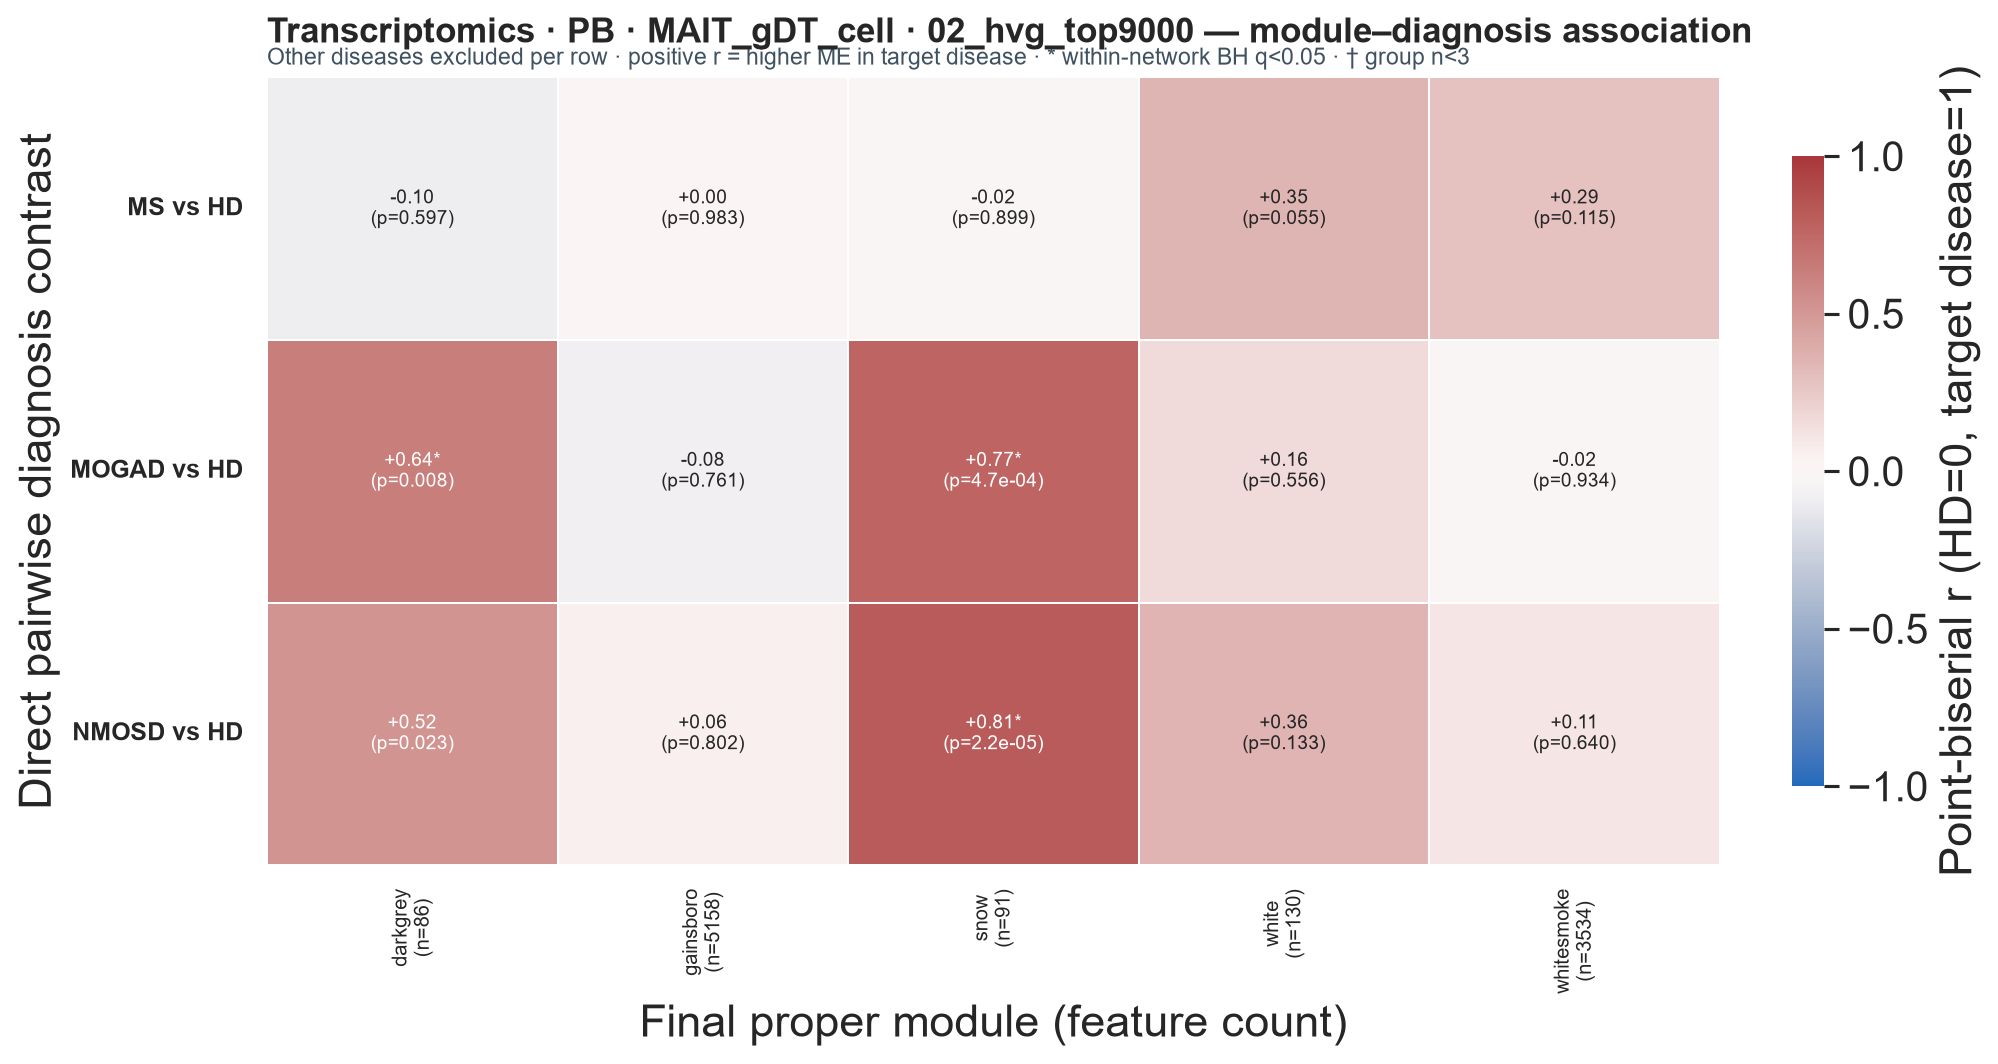 Transcriptomics · PB · MAIT_gDT_cell · 02_hvg_top9000 — module–diagnosis association
Other diseases excluded per row · positive r = higher ME in target disease · * within-network BH q<0.05 · † group n<3
Direct pairwise diagnosis contrast
MS vs HD
-0.10
(p=0.597)
+0.00
(p=0.983)
-0.02
(p=0.899)
+0.35
(p=0.055)
+0.29
(p=0.115)
MOGAD vs HD
+0.64*
(p=0.008)
-0.08
(p=0.761)
+0.77*
(p=4.7e-04)
+0.16
(p=0.556)
-0.02
(p=0.934)
NMOSD vs HD
+0.52
(p=0.023)
+0.06
(p=0.802)
+0.81*
(p=2.2e-05)
+0.36
(p=0.133)
+0.11
(p=0.640)
darkgrey
(n=86)
gainsboro
(n=5158)
snow
(n=91)
white
(n=130)
whitesmoke
(n=3534)
Final proper module (feature count)
1.0
0.5
0.0
−0.5
−1.0
Point-biserial r (HD=0, target disease=1)